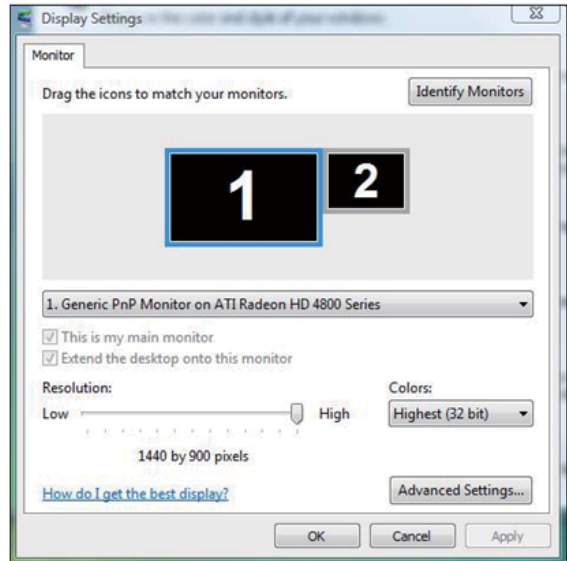 Display Settings
Monitor
Drag the icons to match your monitors.
Identify Monitors
1
2
1. Generic PnP Monitor on ATI Radeon HD 4800 Series
This is my main monitor
Extend the desktop onto this monitor
Resolution:
Colors:
Low
High
Highest (32 bit)
1440 by 900 pixels
How do I get the best display?
Advanced Settings...
OK
Cancel
Apply